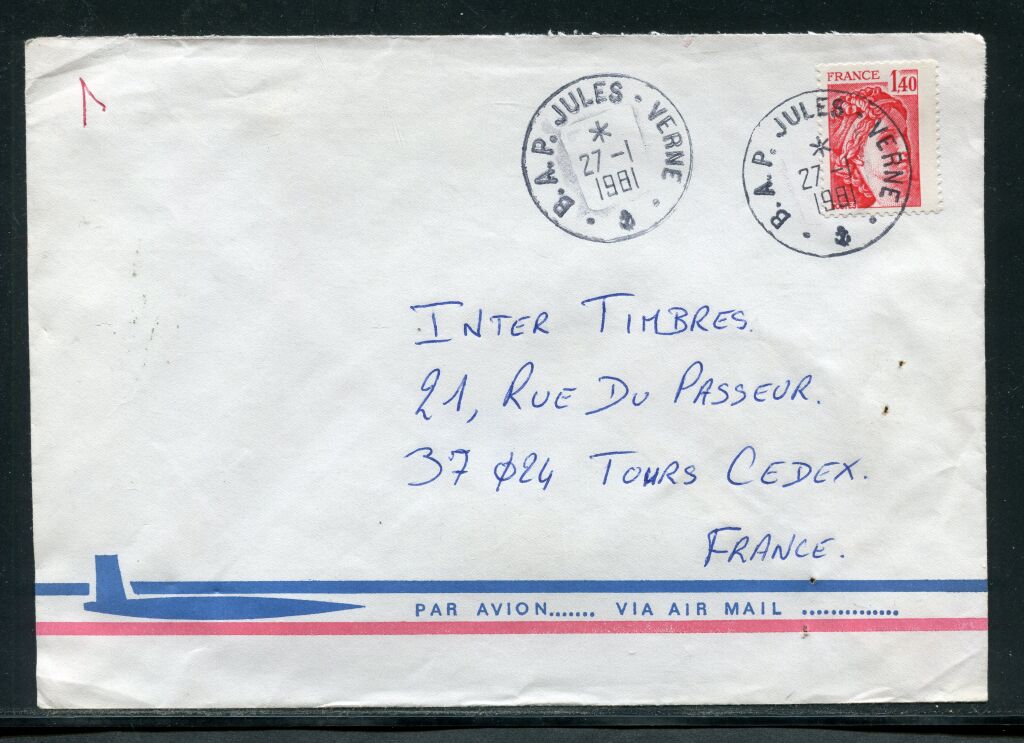 B.A.P. JULES - VERNE
*
27 -1
1981
FRANCE 1,40
B.A.P. JULES - VERNE
*
27 -1
1981
INTER TIMBRES.
21, RUE DU PASSEUR.
37 024 TOURS CEDEX.
FRANCE.
PAR AVION....... VIA AIR MAIL ..............